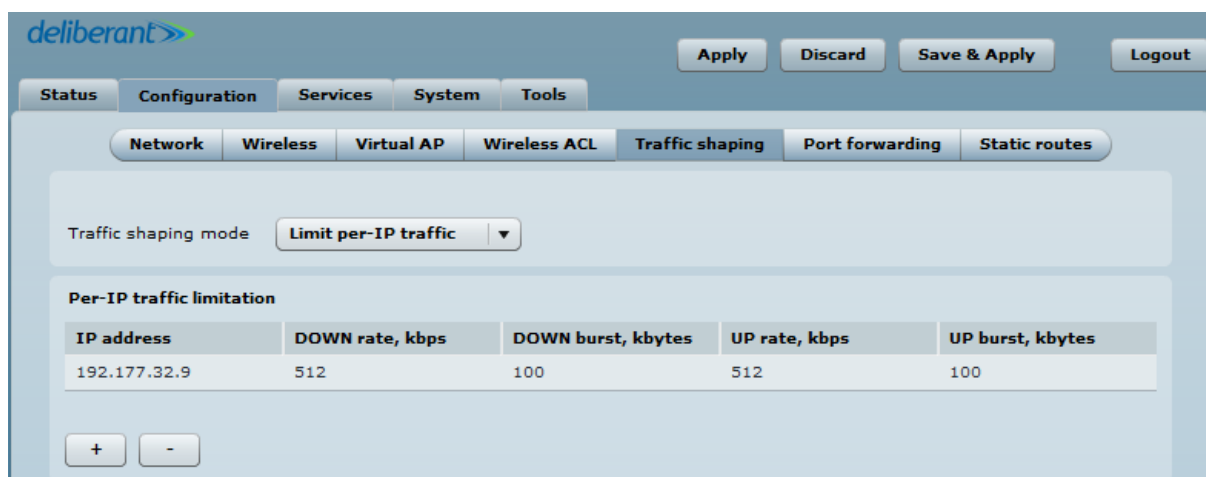 deliberant
Apply Discard Save & Apply Logout
Status Configuration Services System Tools
Network Wireless Virtual AP Wireless ACL Traffic shaping Port forwarding Static routes
Traffic shaping mode Limit per-IP traffic
Per-IP traffic limitation
IP address DOWN rate, kbps DOWN burst, kbytes UP rate, kbps UP burst, kbytes
192.177.32.9 512 100 512 100
+ -